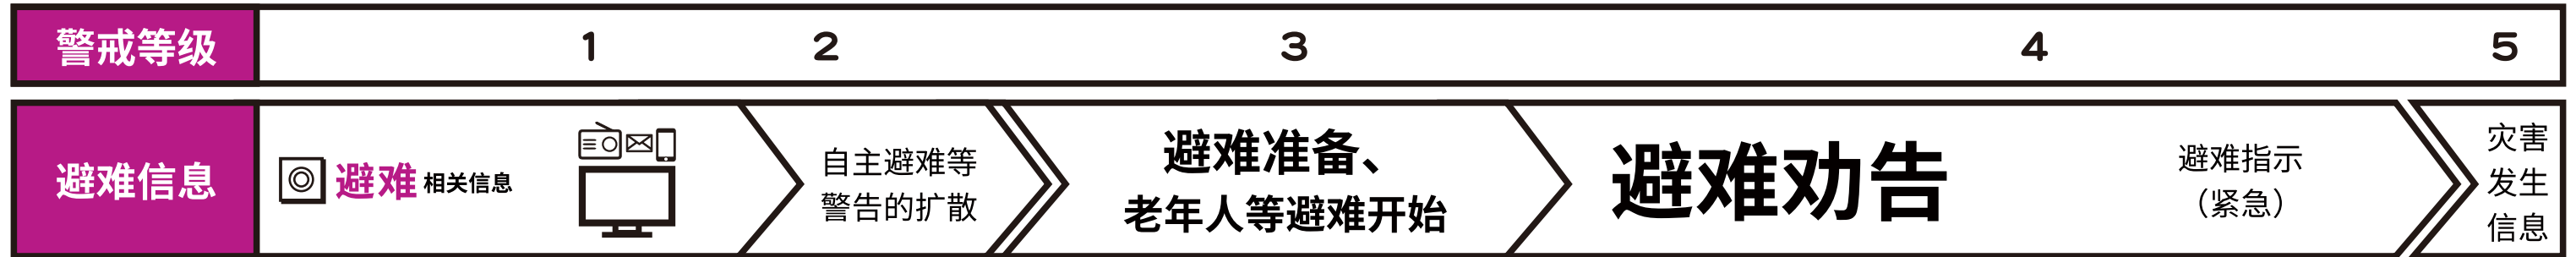 警戒等级
1
2
3
4
5
避难信息
避难 相关信息
自主避难等
警告的扩散
避难准备、
老年人等避难开始
避难劝告
避难指示
（紧急）
灾害
发生
信息